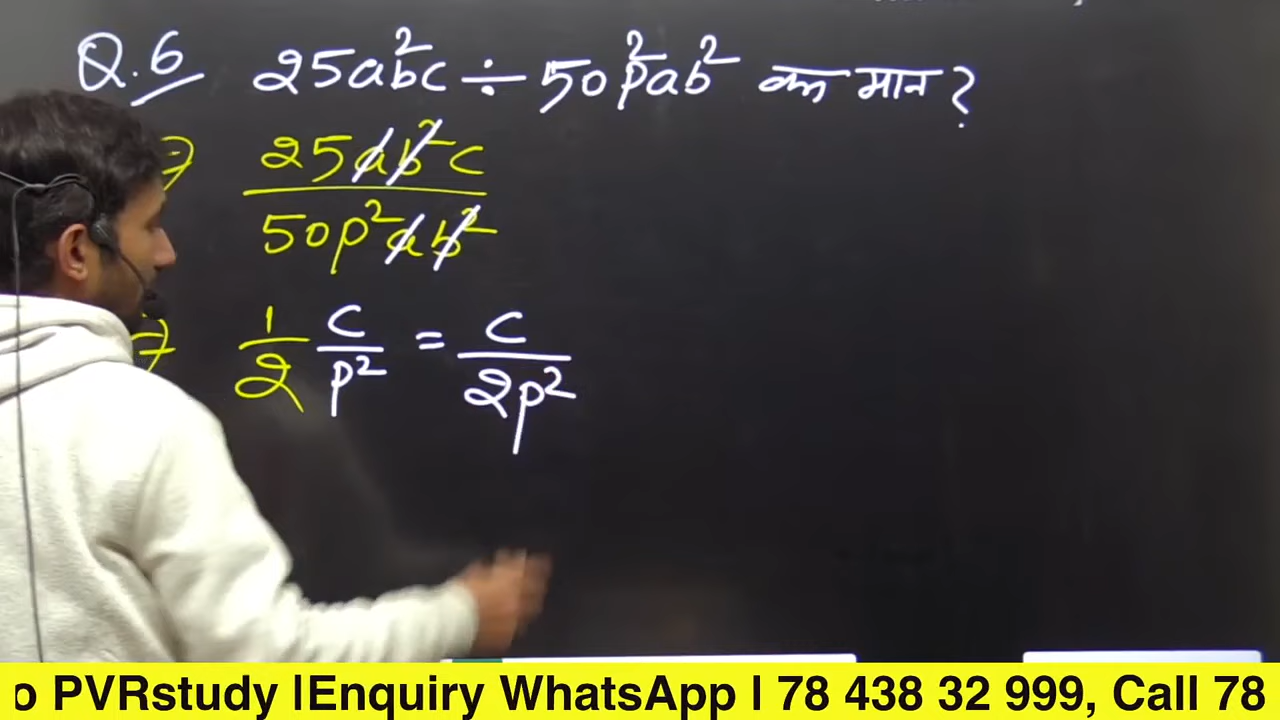 Q.6 25ab²c ÷ 50p²ab² का मान ?
⇒ 25ab²c / 50p²ab²
⇒ 1/2 c/p² = c/2p²
o PVRstudy |Enquiry WhatsApp | 78 438 32 999, Call 78